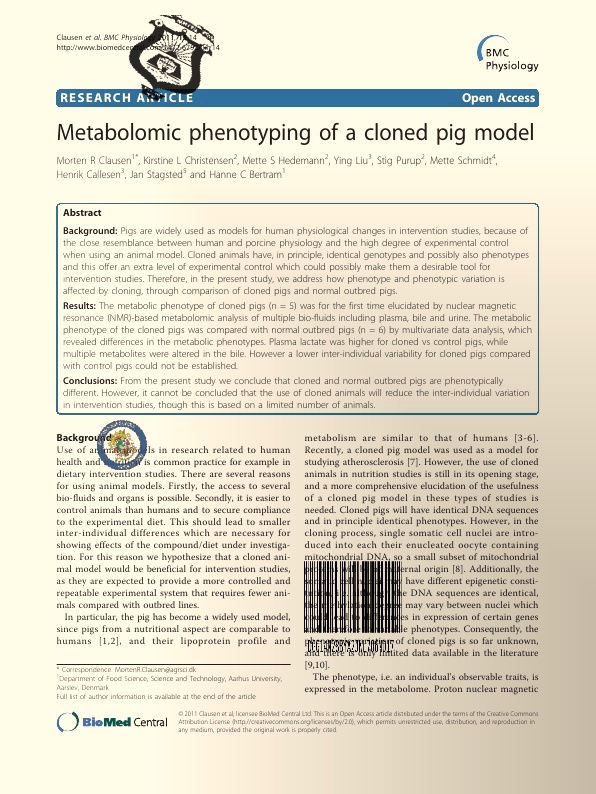 Clausen et al. BMC Physiology
http://www.biomedcentral
BMC
Physiology
RESEARCH ARTICLE
Open Access
Metabolomic phenotyping of a cloned pig model
Morten R Clausen1*, Kirstine L Christensen2, Mette S Hedemann2, Ying Liu3, Stig Purup2, Mette Schmidt4,
Henrik Callesen3, Jan Stagsted5 and Hanne C Bertram1
Abstract
Background: Pigs are widely used as models for human physiological changes in intervention studies, because of
the close resemblance between human and porcine physiology and the high degree of experimental control
when using an animal model. Cloned animals have, in principle, identical genotypes and possibly also phenotypes
and this offer an extra level of experimental control which could possibly make them a desirable tool for
intervention studies. Therefore, in the present study, we address how phenotype and phenotypic variation is
affected by cloning, through comparison of cloned pigs and normal outbred pigs.
Results: The metabolic phenotype of cloned pigs (n = 5) was for the first time elucidated by nuclear magnetic
resonance (NMR)-based metabolomic analysis of multiple bio-fluids including plasma, bile and urine. The metabolic
phenotype of the cloned pigs was compared with normal outbred pigs (n = 6) by multivariate data analysis, which
revealed differences in the metabolic phenotypes. Plasma lactate was higher for cloned vs control pigs, while
multiple metabolites were altered in the bile. However a lower inter-individual variability for cloned pigs compared
with control pigs could not be established.
Conclusions: From the present study we conclude that cloned and normal outbred pigs are phenotypically
different. However, it cannot be concluded that the use of cloned animals will reduce the inter-individual variation
in intervention studies, though this is based on a limited number of animals.
Background
Use of animal models in research related to human
health and is common practice for example in
dietary intervention studies. There are several reasons
for using animal models. Firstly, the access to several
bio-fluids and organs is possible. Secondly, it is easier to
control animals than humans and to secure compliance
to the experimental diet. This should lead to smaller
inter-individual differences which are necessary for
showing effects of the compound/diet under investiga-
tion. For this reason we hypothesize that a cloned ani-
mal model would be beneficial for intervention studies,
as they are expected to provide a more controlled and
repeatable experimental system that requires fewer ani-
mals compared with outbred lines.
In particular, the pig has become a widely used model,
since pigs from a nutritional aspect are comparable to
humans [1,2], and their lipoprotein profile and
metabolism are similar to that of humans [3-6].
Recently, a cloned pig model was used as a model for
studying atherosclerosis [7]. However, the use of cloned
animals in nutrition studies is still in its opening stage,
and a more comprehensive elucidation of the usefulness
of a cloned pig model in these types of studies is
needed. Cloned pigs will have identical DNA sequences
and in principle identical phenotypes. However, in the
cloning process, single somatic cell nuclei are intro-
duced into each their enucleated oocyte containing
mitochondrial DNA, so a small subset of mitochondrial
ernal origin [8]. Additionally, the
have different epigenetic consti-
the DNA sequences are identical,
may vary between nuclei which
in expression of certain genes
phenotypes. Consequently, the
of cloned pigs is so far unknown,
and there is only limited data available in the literature
[9,10].
The phenotype, i.e. an individual's observable traits, is
expressed in the metabolome. Proton nuclear magnetic
* Correspondence: MortenR.Clausen@agrsci.dk
1Department of Food Science, Science and Technology, Aarhus University,
Aarslev, Denmark
Full list of author information is available at the end of the article
BioMed Central
© 2011 Clausen et al; licensee BioMed Central Ltd. This is an Open Access article distributed under the terms of the Creative Commons
Attribution License (http://creativecommons.org/licenses/by/2.0), which permits unrestricted use, distribution, and reproduction in
any medium, provided the original work is properly cited.